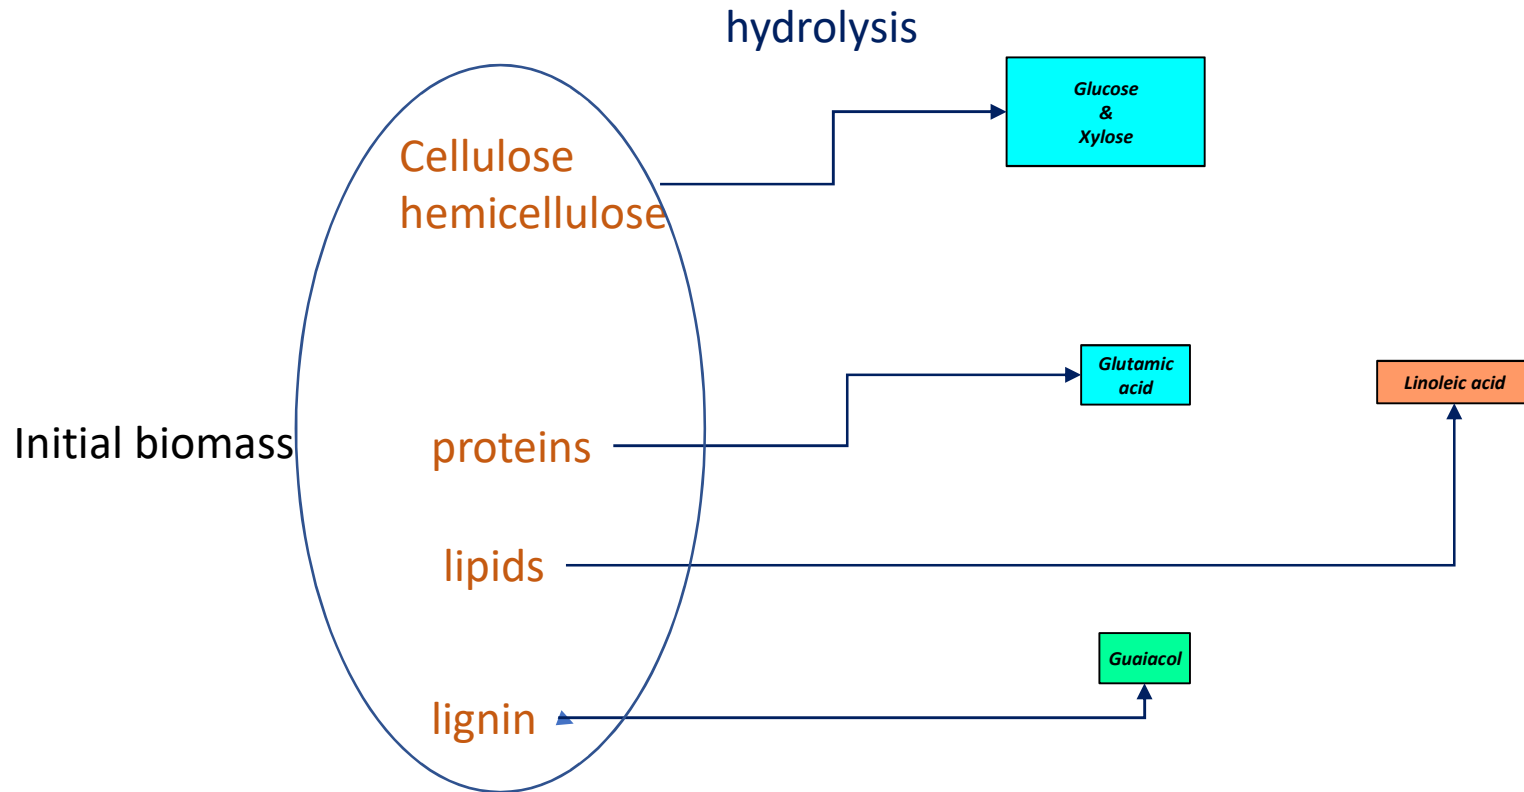 hydrolysis
Glucose
&
Xylose
Cellulose
hemicellulose
Glutamic
acid
Linoleic acid
Initial biomass
proteins
lipids
Guaiacol
lignin